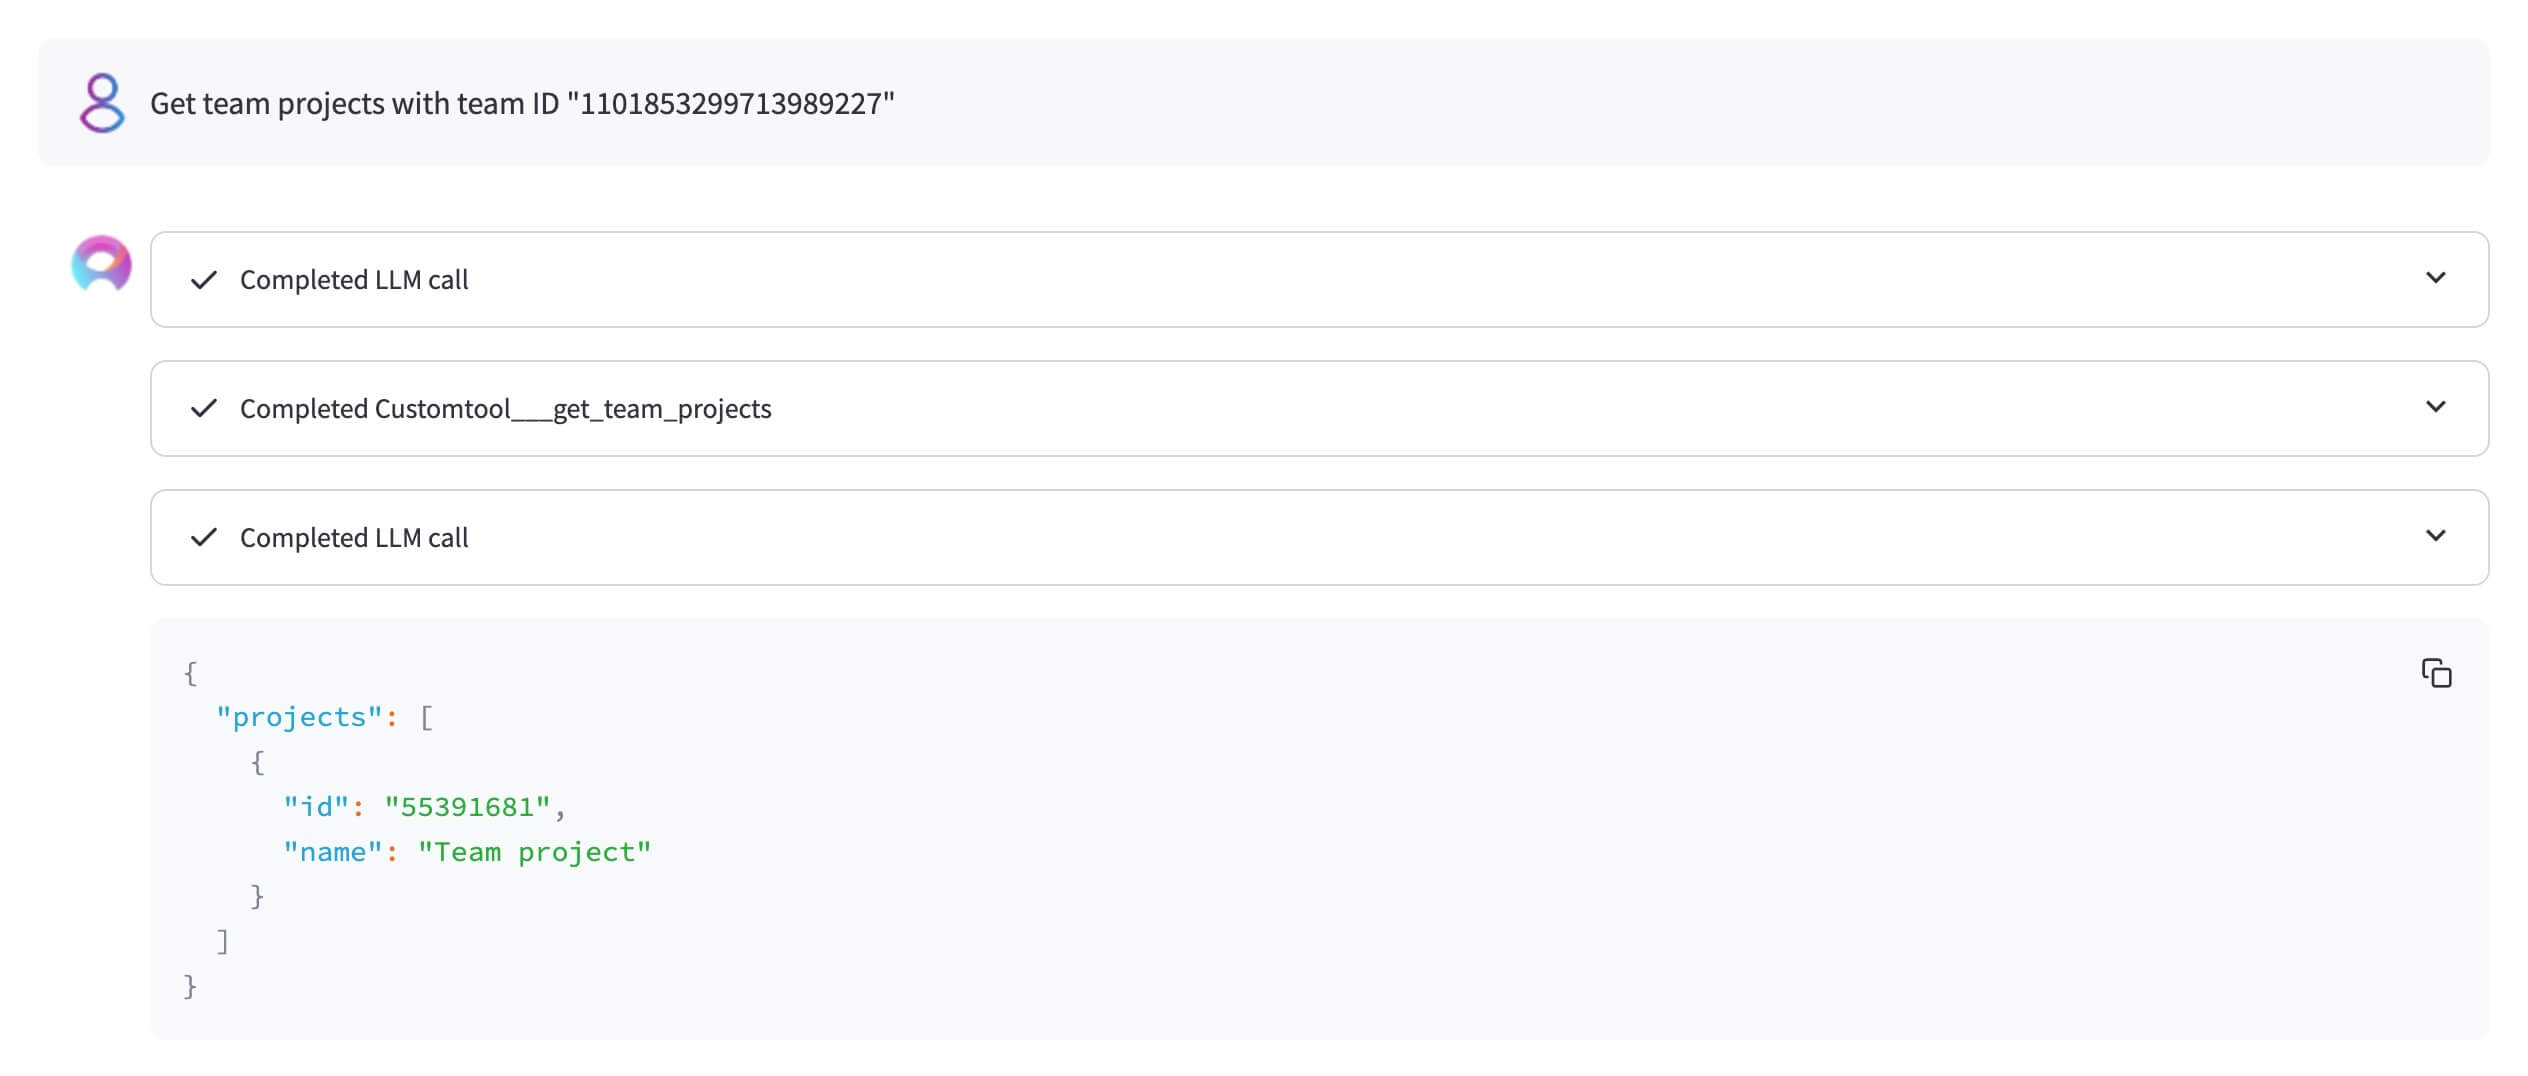 Get team projects with team ID "1101853299713989227"
Completed LLM call
Completed Customtool___get_team_projects
Completed LLM call
{
  "projects": [
    {
      "id": "55391681",
      "name": "Team project"
    }
  ]
}